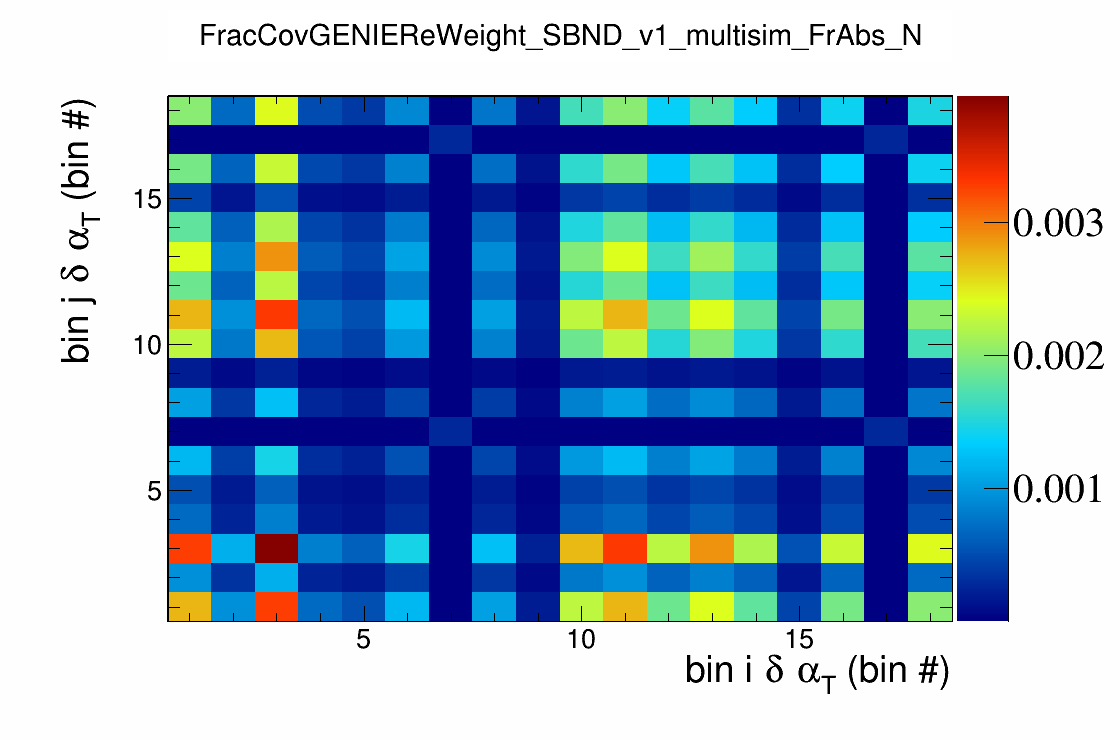 FracCovGENIEReWeight_SBND_v1_multisim_FrAbs_N
bin j δ α_T (bin #)
15
10
5
5 10 15
bin i δ α_T (bin #)
0.003
0.002
0.001